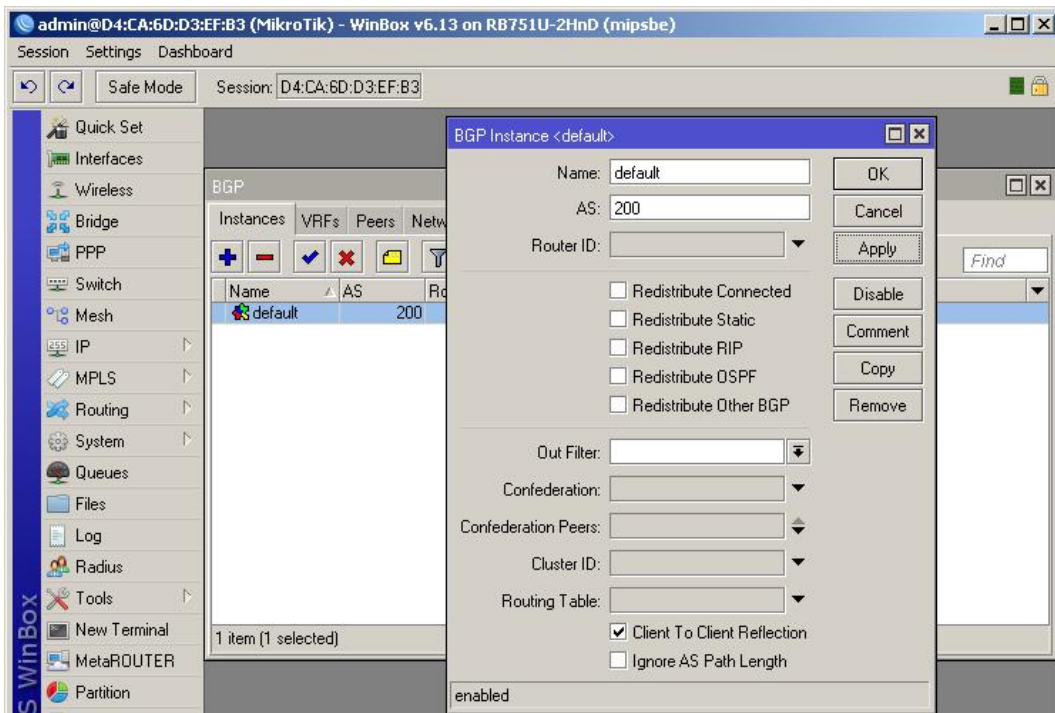 admin@D4:CA:6D:D3:EF:B3 (MikroTik) - WinBox v6.13 on RB751U-2HnD (mipsbe)
Session Settings Dashboard
Safe Mode Session: D4:CA:6D:D3:EF:B3
Quick Set
Interfaces
Wireless
Bridge
PPP
Switch
Mesh
255 IP
MPLS
Routing
System
Queues
Files
Log
Radius
Tools
New Terminal
MetaROUTER
Partition
S WinBox
BGP
Instances VRFs Peers Netw
Find
Name AS Ro
default 200
1 item (1 selected)
BGP Instance <default>
Name: default
AS: 200
Router ID:
Redistribute Connected
Redistribute Static
Redistribute RIP
Redistribute OSPF
Redistribute Other BGP
Out Filter:
Confederation:
Confederation Peers:
Cluster ID:
Routing Table:
Client To Client Reflection
Ignore AS Path Length
enabled
OK
Cancel
Apply
Disable
Comment
Copy
Remove